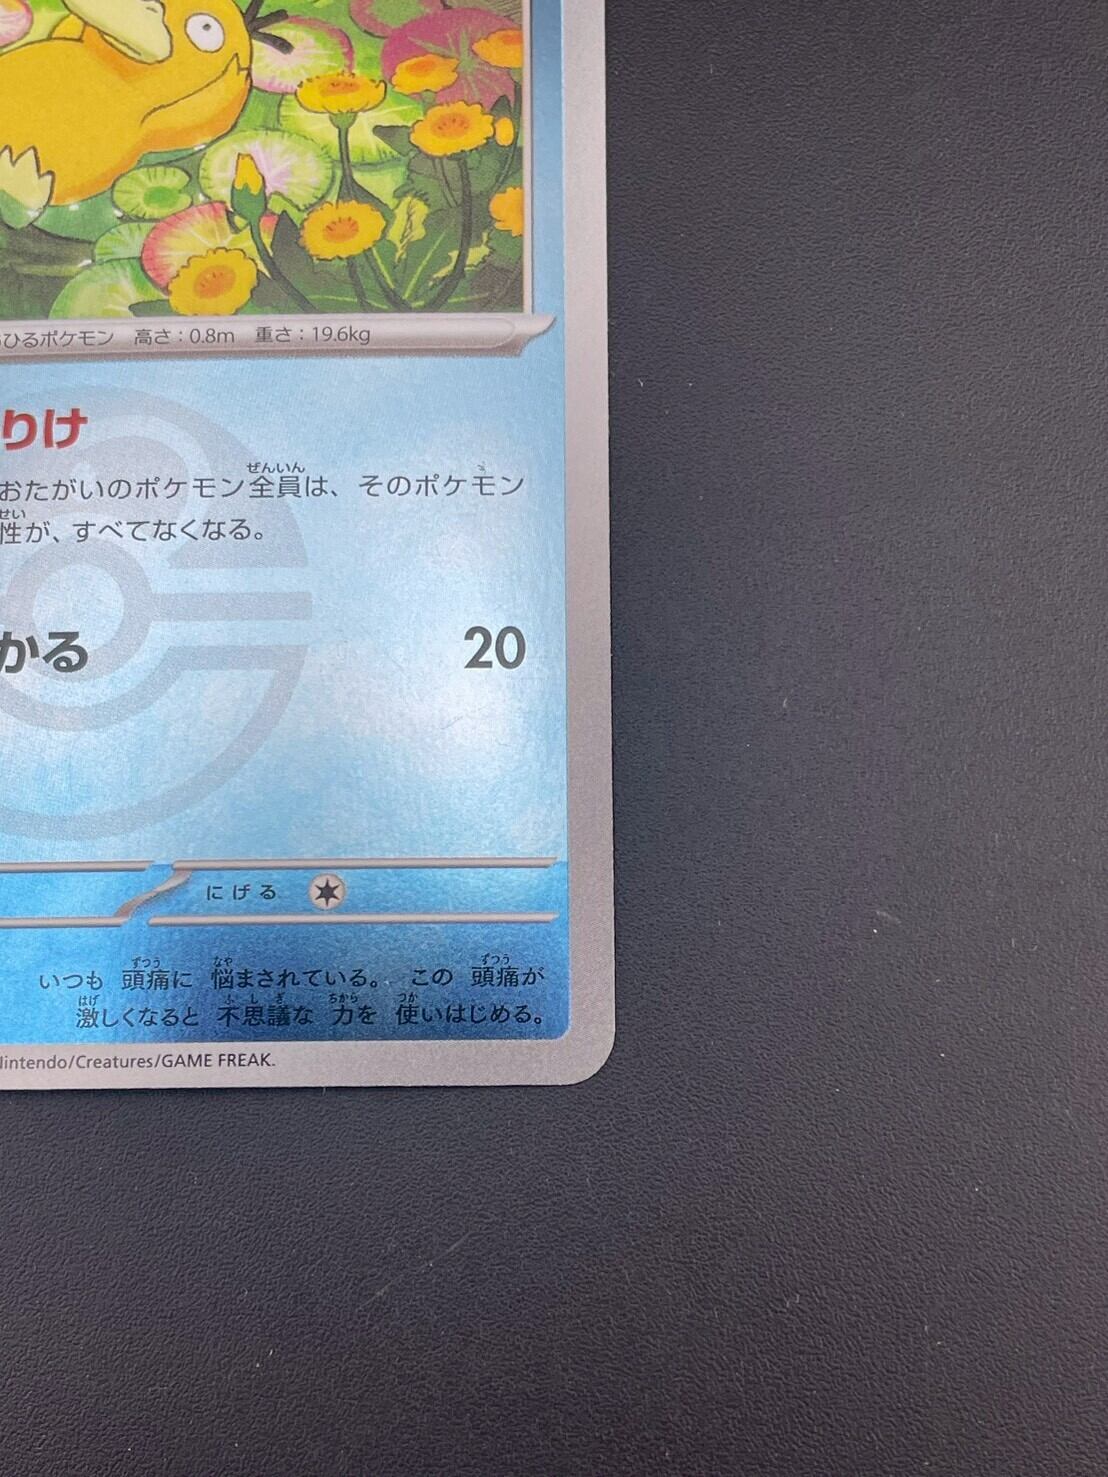 ひるポケモン 高さ：0.8m 重さ：19.6kg
りけ
ぜんいん
おたがいのポケモン全員は、そのポケモン
せい
性が、すべてなくなる。
かる 20
にげる
ずつう なや ずつう
いつも 頭痛に 悩まされている。 この 頭痛が
はげ ふしぎ ちから つか
激しくなると 不思議な 力を 使いはじめる。
Nintendo/Creatures/GAME FREAK.